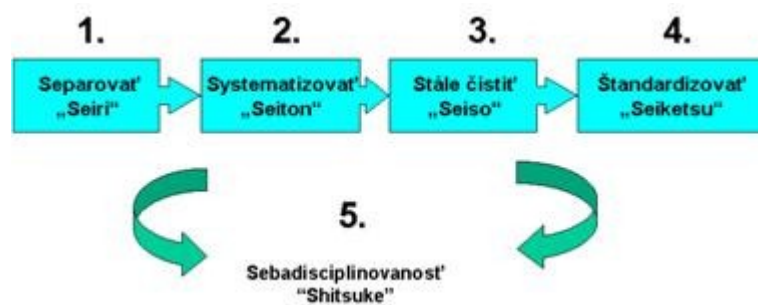 1.
2.
3.
4.
Separovať
„Seiri“
Systematizovať
„Seiton“
Stále čistiť
„Seiso“
Štandardizovať
„Seiketsu“
5.
Sebadisciplinovanosť
“Shitsuke”